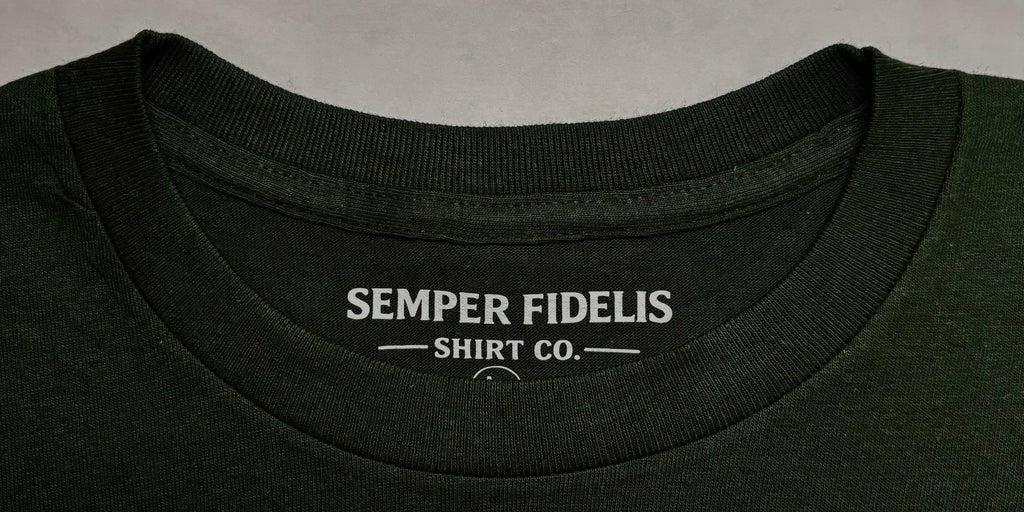 SEMPER FIDELIS
SHIRT CO.